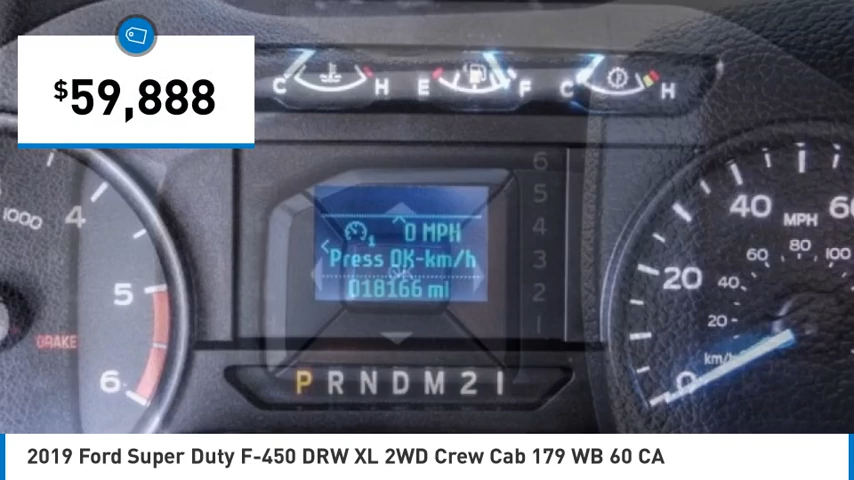 $59,888
C H E F C H
1000 4
5
6
BRAKE
0 MPH
Press OK-km/h
018166 mi
6
5
4
3
2
1
P R N D M 2 1
0 20 40 60
MPH
20 40 60 80 100
km/h
2019 Ford Super Duty F-450 DRW XL 2WD Crew Cab 179 WB 60 CA